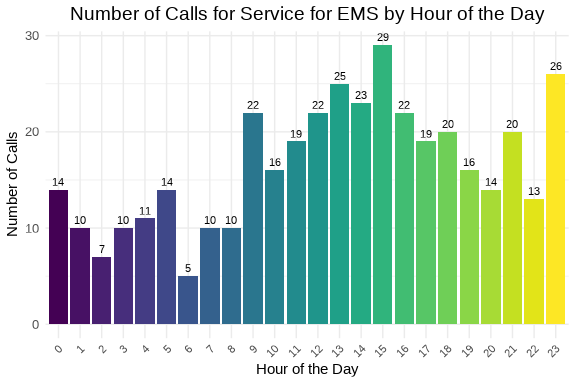 Number of Calls for Service for EMS by Hour of the Day
Number of Calls
30
20
10
0
14 10 7 10 11 14 5 10 10 22 16 19 22 25 23 29 22 19 20 16 14 20 13 26
0 1 2 3 4 5 6 7 8 9 10 11 12 13 14 15 16 17 18 19 20 21 22 23
Hour of the Day